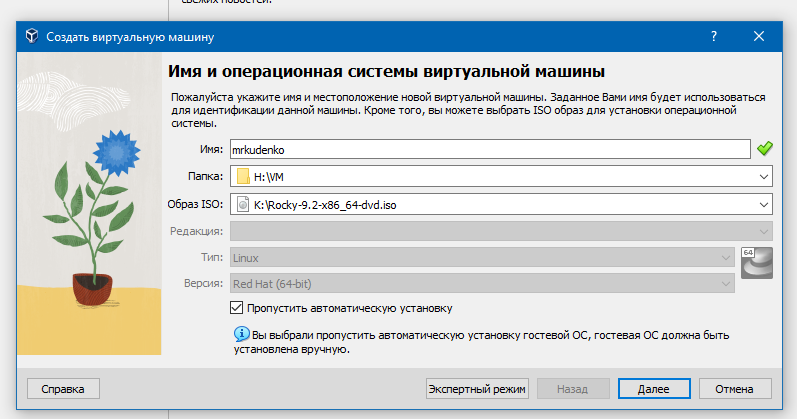 свежих новостей.
Создать виртуальную машину
?
Имя и операционная системы виртуальной машины
Пожалуйста укажите имя и местоположение новой виртуальной машины. Заданное Вами имя будет использоваться
для идентификации данной машины. Кроме того, вы можете выбрать ISO образ для установки операционной
системы.
Имя: mrkudenko
Папка: H:\VM
Образ ISO: K:\Rocky-9.2-x86_64-dvd.iso
Редакция:
Тип: Linux
64
Версия: Red Hat (64-bit)
Пропустить автоматическую установку
Вы выбрали пропустить автоматическую установку гостевой ОС, гостевая ОС должна быть
установлена вручную.
Справка Экспертный режим Назад Далее Отмена